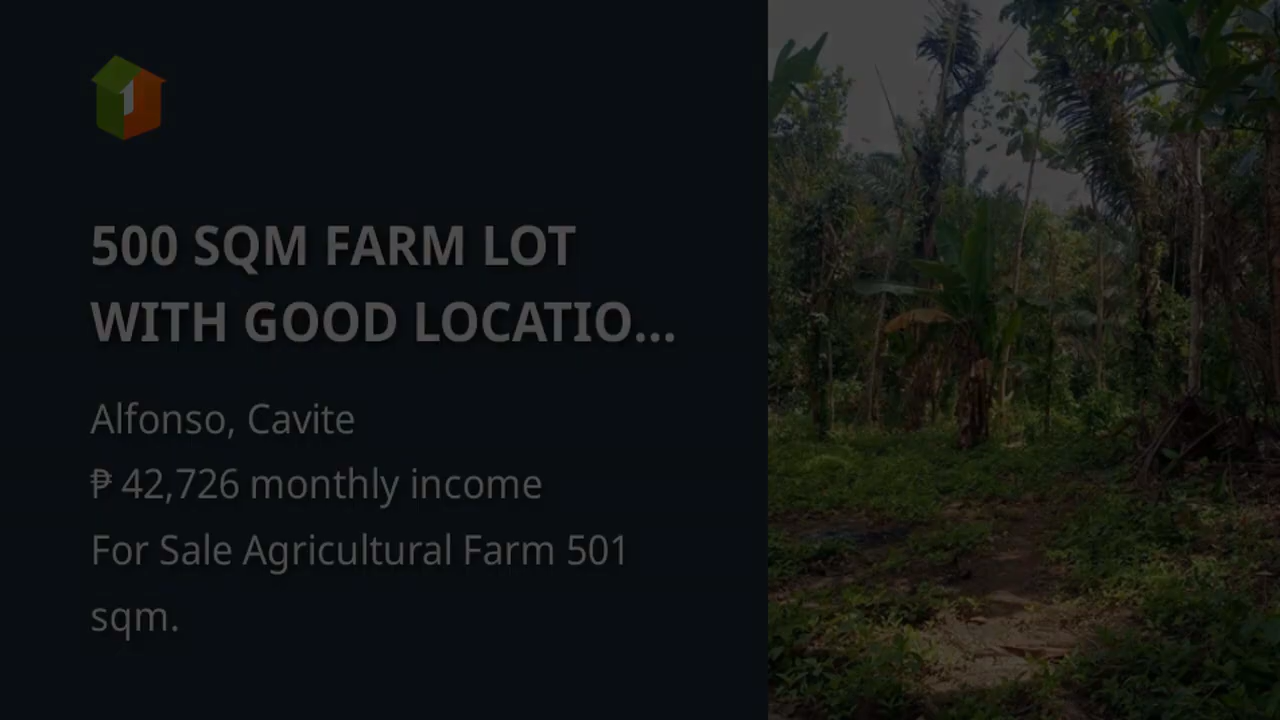 500 SQM FARM LOT
WITH GOOD LOCATIO...
Alfonso, Cavite
₱ 42,726 monthly income
For Sale Agricultural Farm 501
sqm.